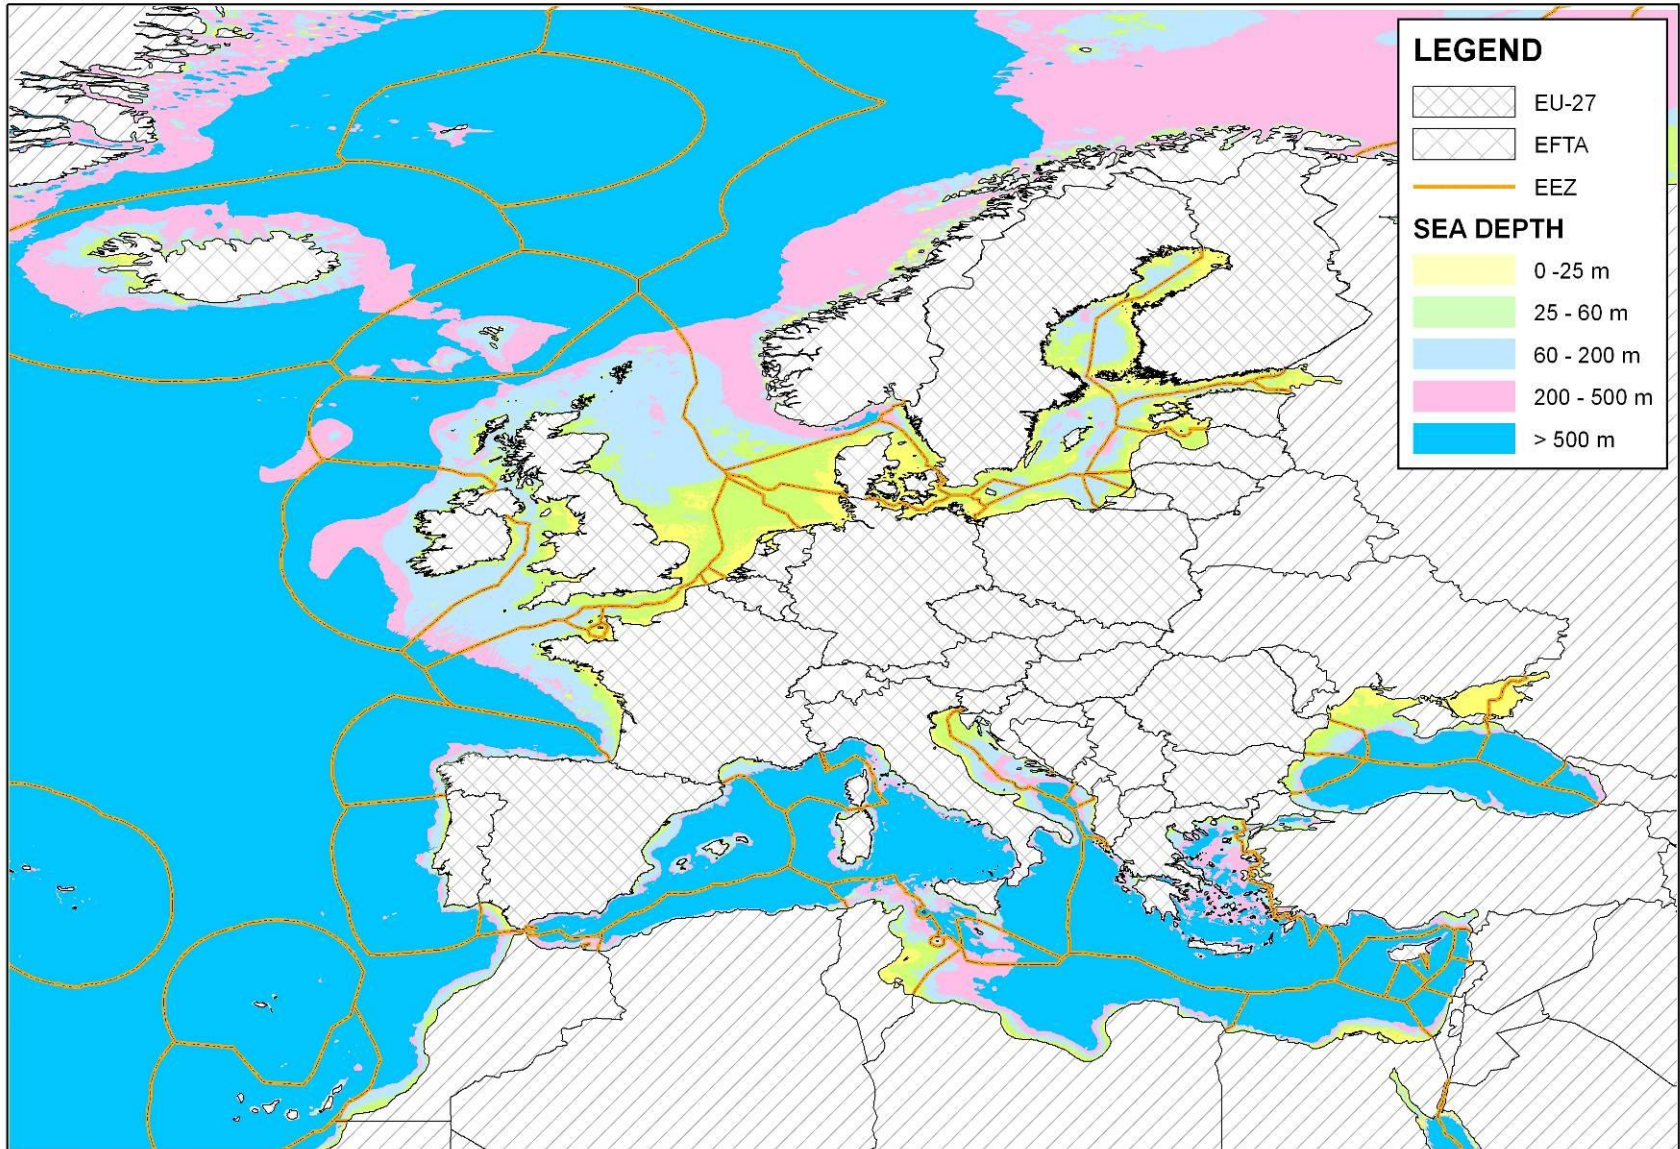 LEGEND
EU-27
EFTA
EEZ
SEA DEPTH
0 -25 m
25 - 60 m
60 - 200 m
200 - 500 m
> 500 m